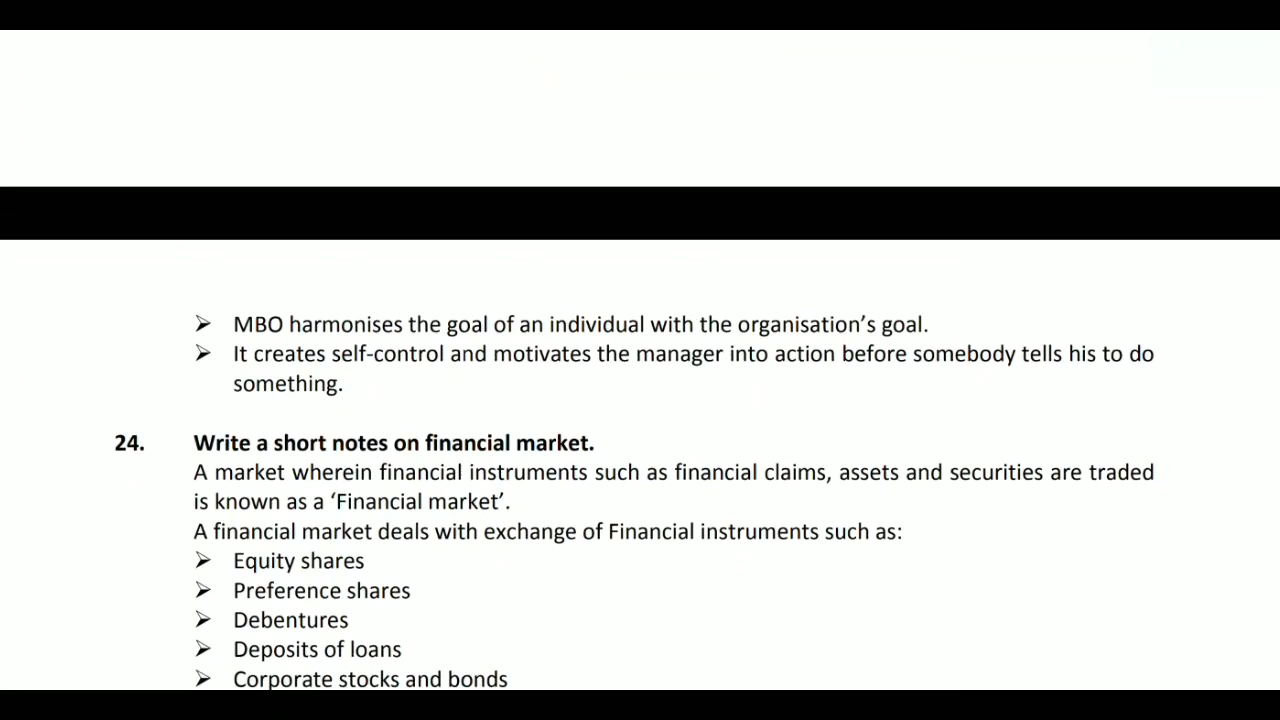 ➢ MBO harmonises the goal of an individual with the organisation’s goal.
➢ It creates self-control and motivates the manager into action before somebody tells his to do
something.
24. Write a short notes on financial market.
A market wherein financial instruments such as financial claims, assets and securities are traded
is known as a ‘Financial market’.
A financial market deals with exchange of Financial instruments such as:
➢ Equity shares
➢ Preference shares
➢ Debentures
➢ Deposits of loans
➢ Corporate stocks and bonds